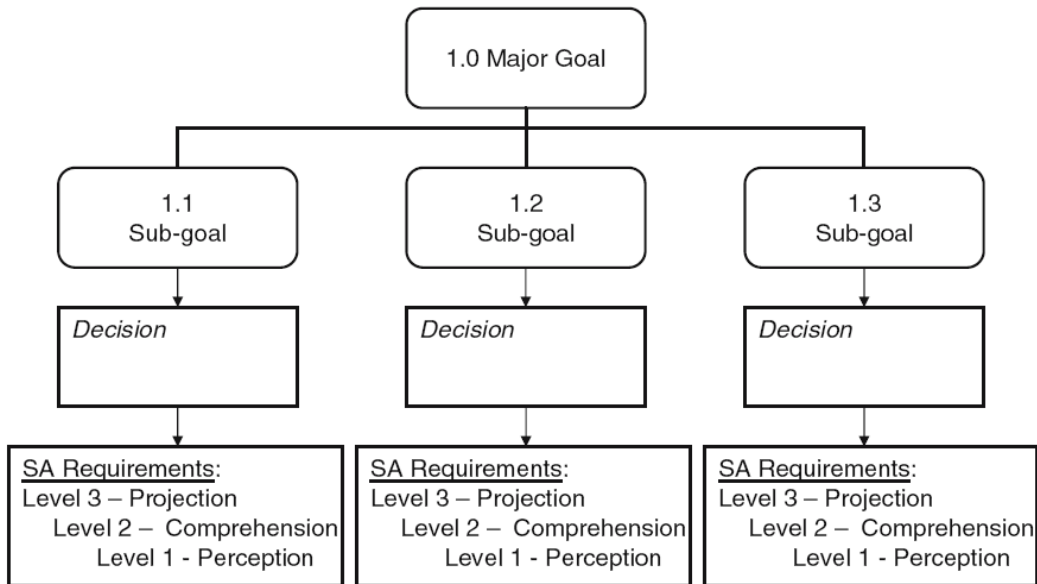 1.0 Major Goal
1.1
Sub-goal
1.2
Sub-goal
1.3
Sub-goal
Decision
Decision
Decision
SA Requirements:
Level 3 – Projection
Level 2 – Comprehension
Level 1 - Perception
SA Requirements:
Level 3 – Projection
Level 2 – Comprehension
Level 1 - Perception
SA Requirements:
Level 3 – Projection
Level 2 – Comprehension
Level 1 - Perception